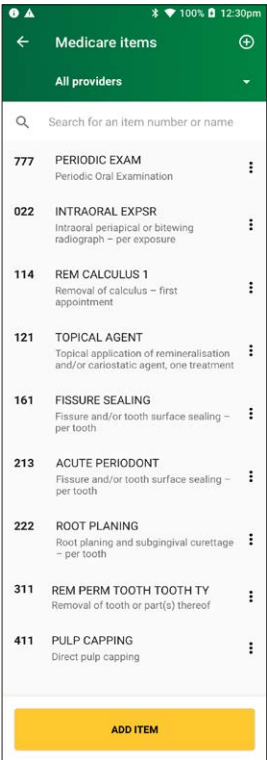 100% 12:30pm
Medicare items
All providers
Search for an item number or name
777 PERIODIC EXAM
Periodic Oral Examination
022 INTRAORAL EXPSR
Intraoral periapical or bitewing
radiograph – per exposure
114 REM CALCULUS 1
Removal of calculus – first
appointment
121 TOPICAL AGENT
Topical application of remineralisation
and/or cariostatic agent, one treatment
161 FISSURE SEALING
Fissure and/or tooth surface sealing –
per tooth
213 ACUTE PERIODONT
Fissure and/or tooth surface sealing –
per tooth
222 ROOT PLANING
Root planing and subgingival curettage
– per tooth
311 REM PERM TOOTH TOOTH TY
Removal of tooth or part(s) thereof
411 PULP CAPPING
Direct pulp capping
ADD ITEM